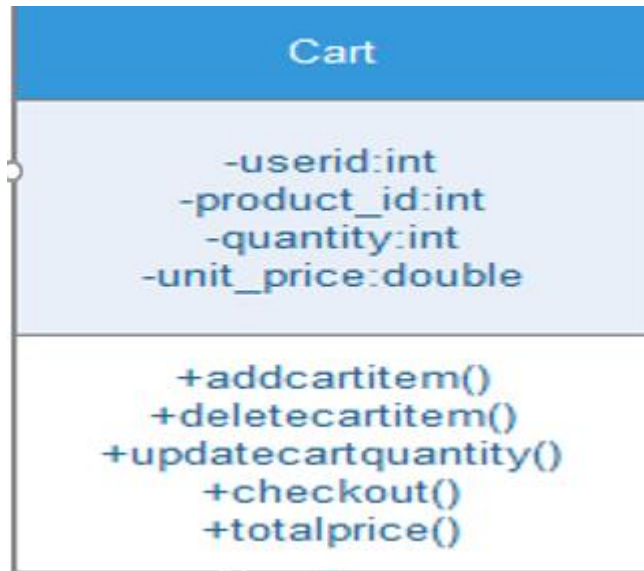 Cart
-userid:int
-product_id:int
-quantity:int
-unit_price:double
+addcartitem()
+deletecartitem()
+updatecartquantity()
+checkout()
+totalprice()